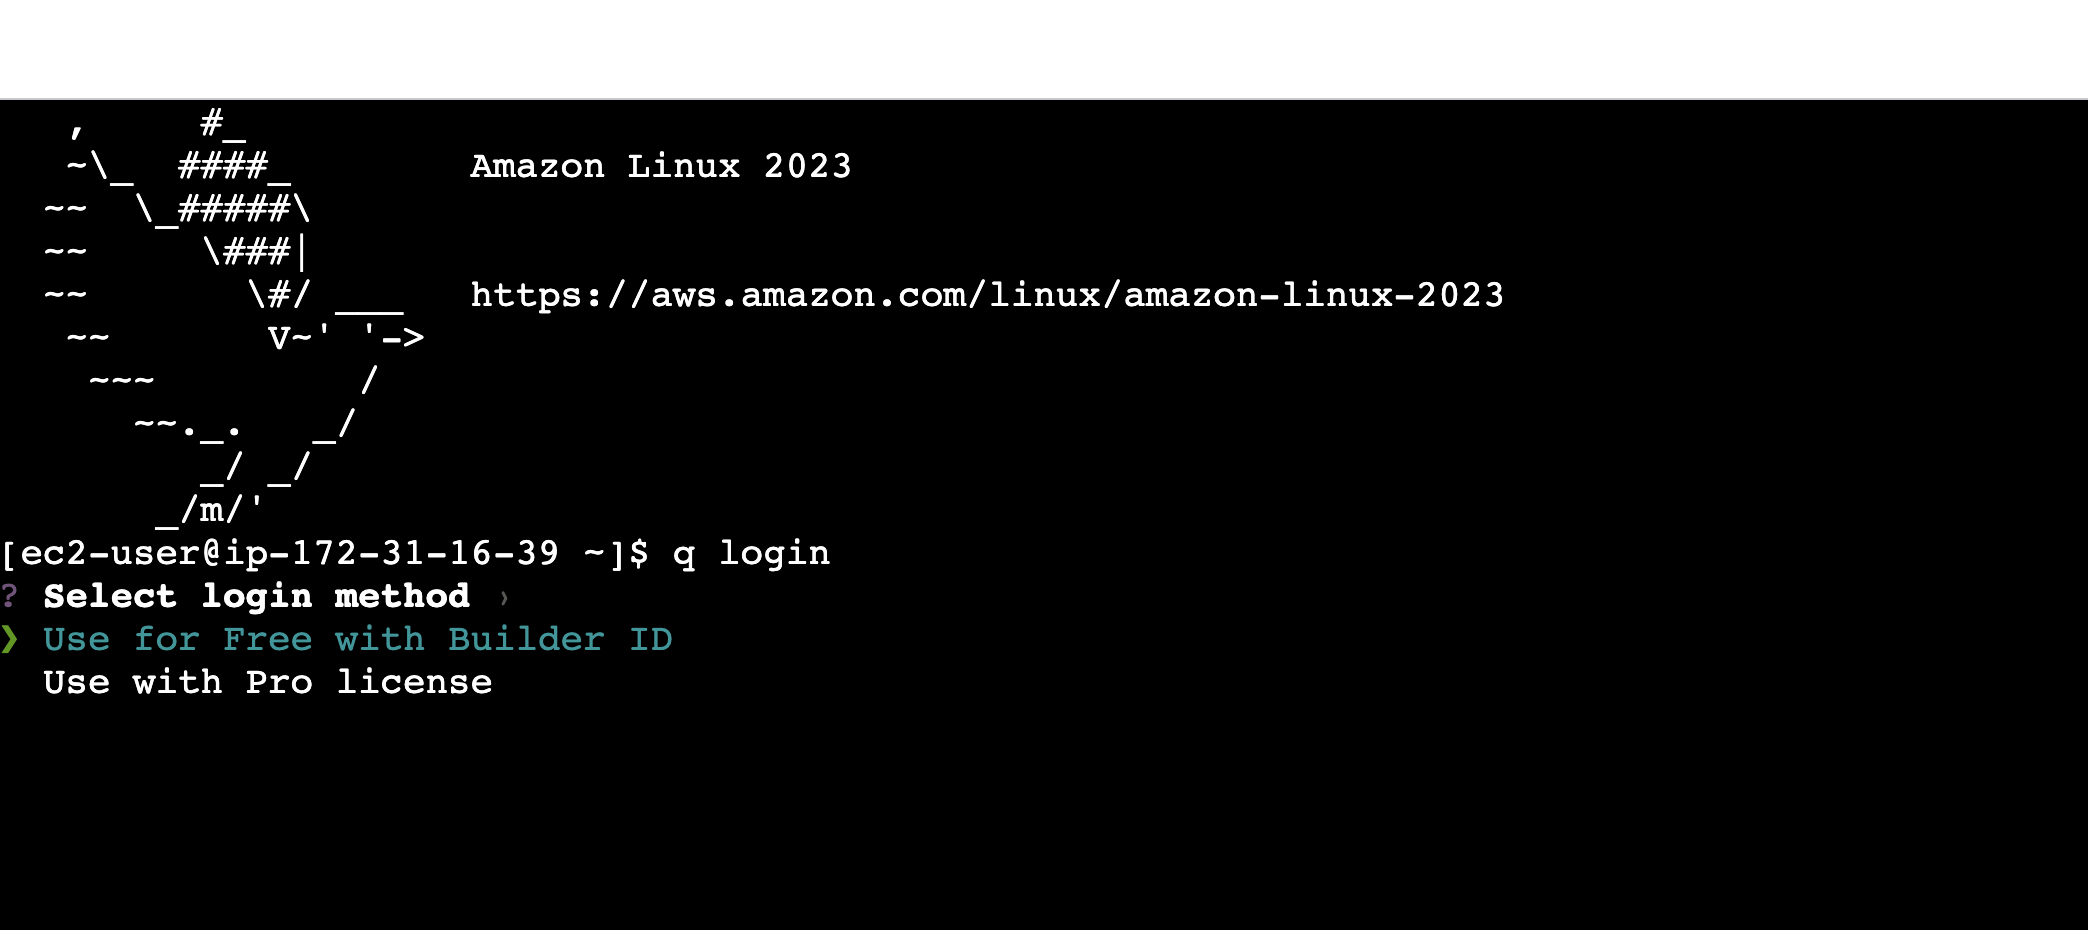 ,     #_
   ~\_  ####_        Amazon Linux 2023
  ~~  \_#####\
  ~~     \###|
  ~~       \#/ ___   https://aws.amazon.com/linux/amazon-linux-2023
   ~~       V~' '->
    ~~~         /
      ~~._.   _/
         _/ _/
       _/m/'
[ec2-user@ip-172-31-16-39 ~]$ q login
? Select login method ›
❯ Use for Free with Builder ID
  Use with Pro license